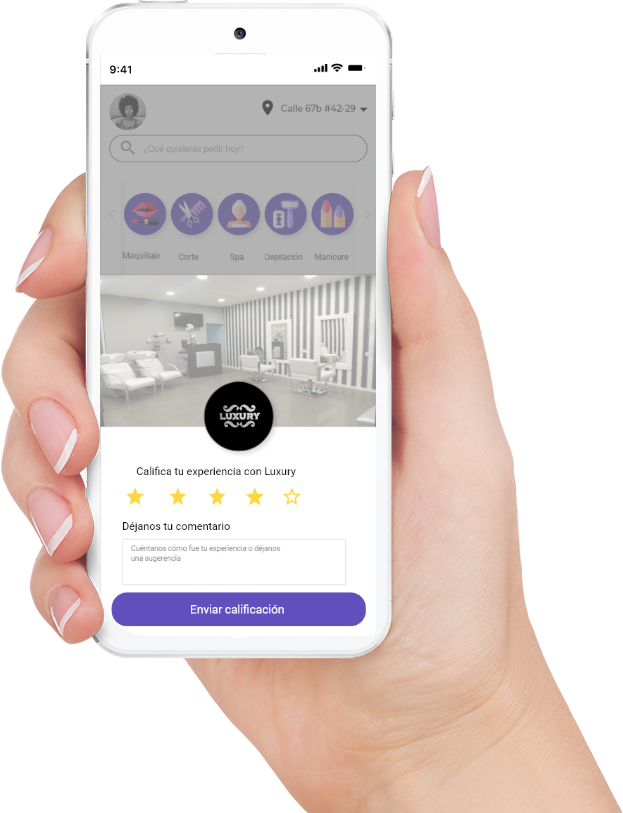 9:41
Calle 67b #42-29
¿Qué quisieras pedir hoy?
Maquillajo
Corte
Spa
Depilación
Manicure
LUXURY
Califica tu experiencia con Luxury
Déjanos tu comentario
Cuéntanos cómo fue tu experiencia o déjanos
una sugerencia
Enviar calificación